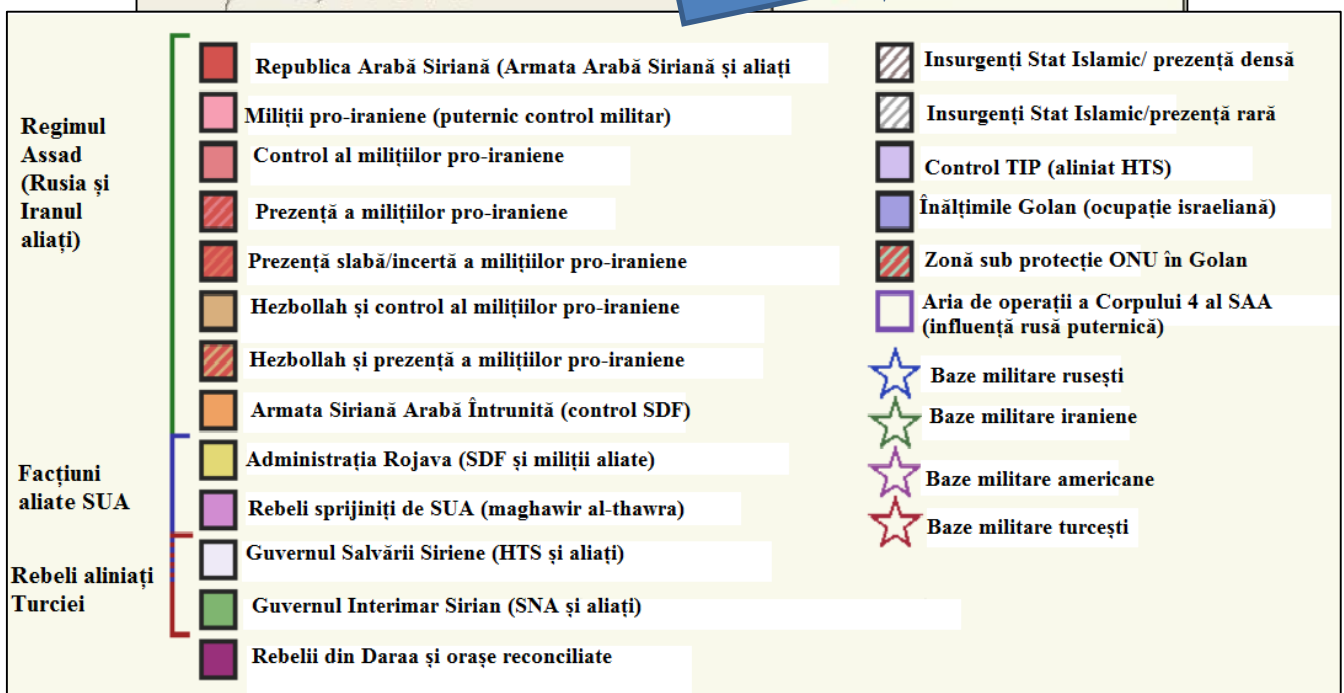 Regimul
Assad
(Rusia și
Iranul
aliați)
Republica Arabă Siriană (Armata Arabă Siriană și aliați
Miliții pro-iraniene (puternic control militar)
Control al milițiilor pro-iraniene
Prezență a milițiilor pro-iraniene
Prezență slabă/incertă a milițiilor pro-iraniene
Hezbollah și control al milițiilor pro-iraniene
Hezbollah și prezență a milițiilor pro-iraniene
Armata Siriană Arabă Întrunită (control SDF)
Facțiuni
aliate SUA
Administrația Rojava (SDF și miliții aliate)
Rebeli sprijiniți de SUA (maghawir al-thawra)
Rebeli aliniați
Turciei
Guvernul Salvării Siriene (HTS și aliați)
Guvernul Interimar Sirian (SNA și aliați)
Rebelii din Daraa și orașe reconciliate
Insurgenți Stat Islamic/ prezență densă
Insurgenți Stat Islamic/prezență rară
Control TIP (aliniat HTS)
Înălțimile Golan (ocupație israeliană)
Zonă sub protecție ONU în Golan
Aria de operații a Corpului 4 al SAA
(influență rusă puternică)
Baze militare rusești
Baze militare iraniene
Baze militare americane
Baze militare turcești